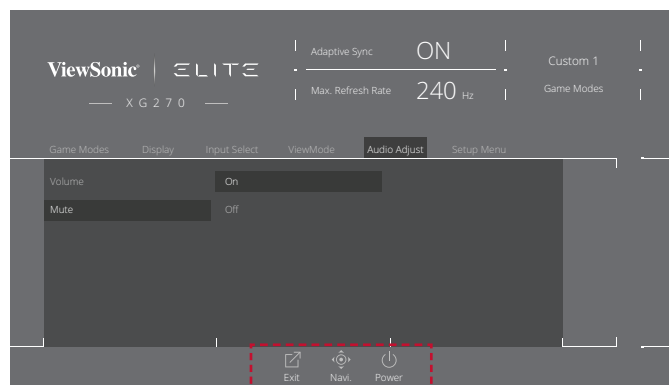 ViewSonic® ELITE
XG270
Adaptive Sync ON
Max. Refresh Rate 240 Hz
Custom 1
Game Modes
Game Modes Display Input Select ViewMode Audio Adjust Setup Menu
Volume On
Mute Off
Exit Navi. Power